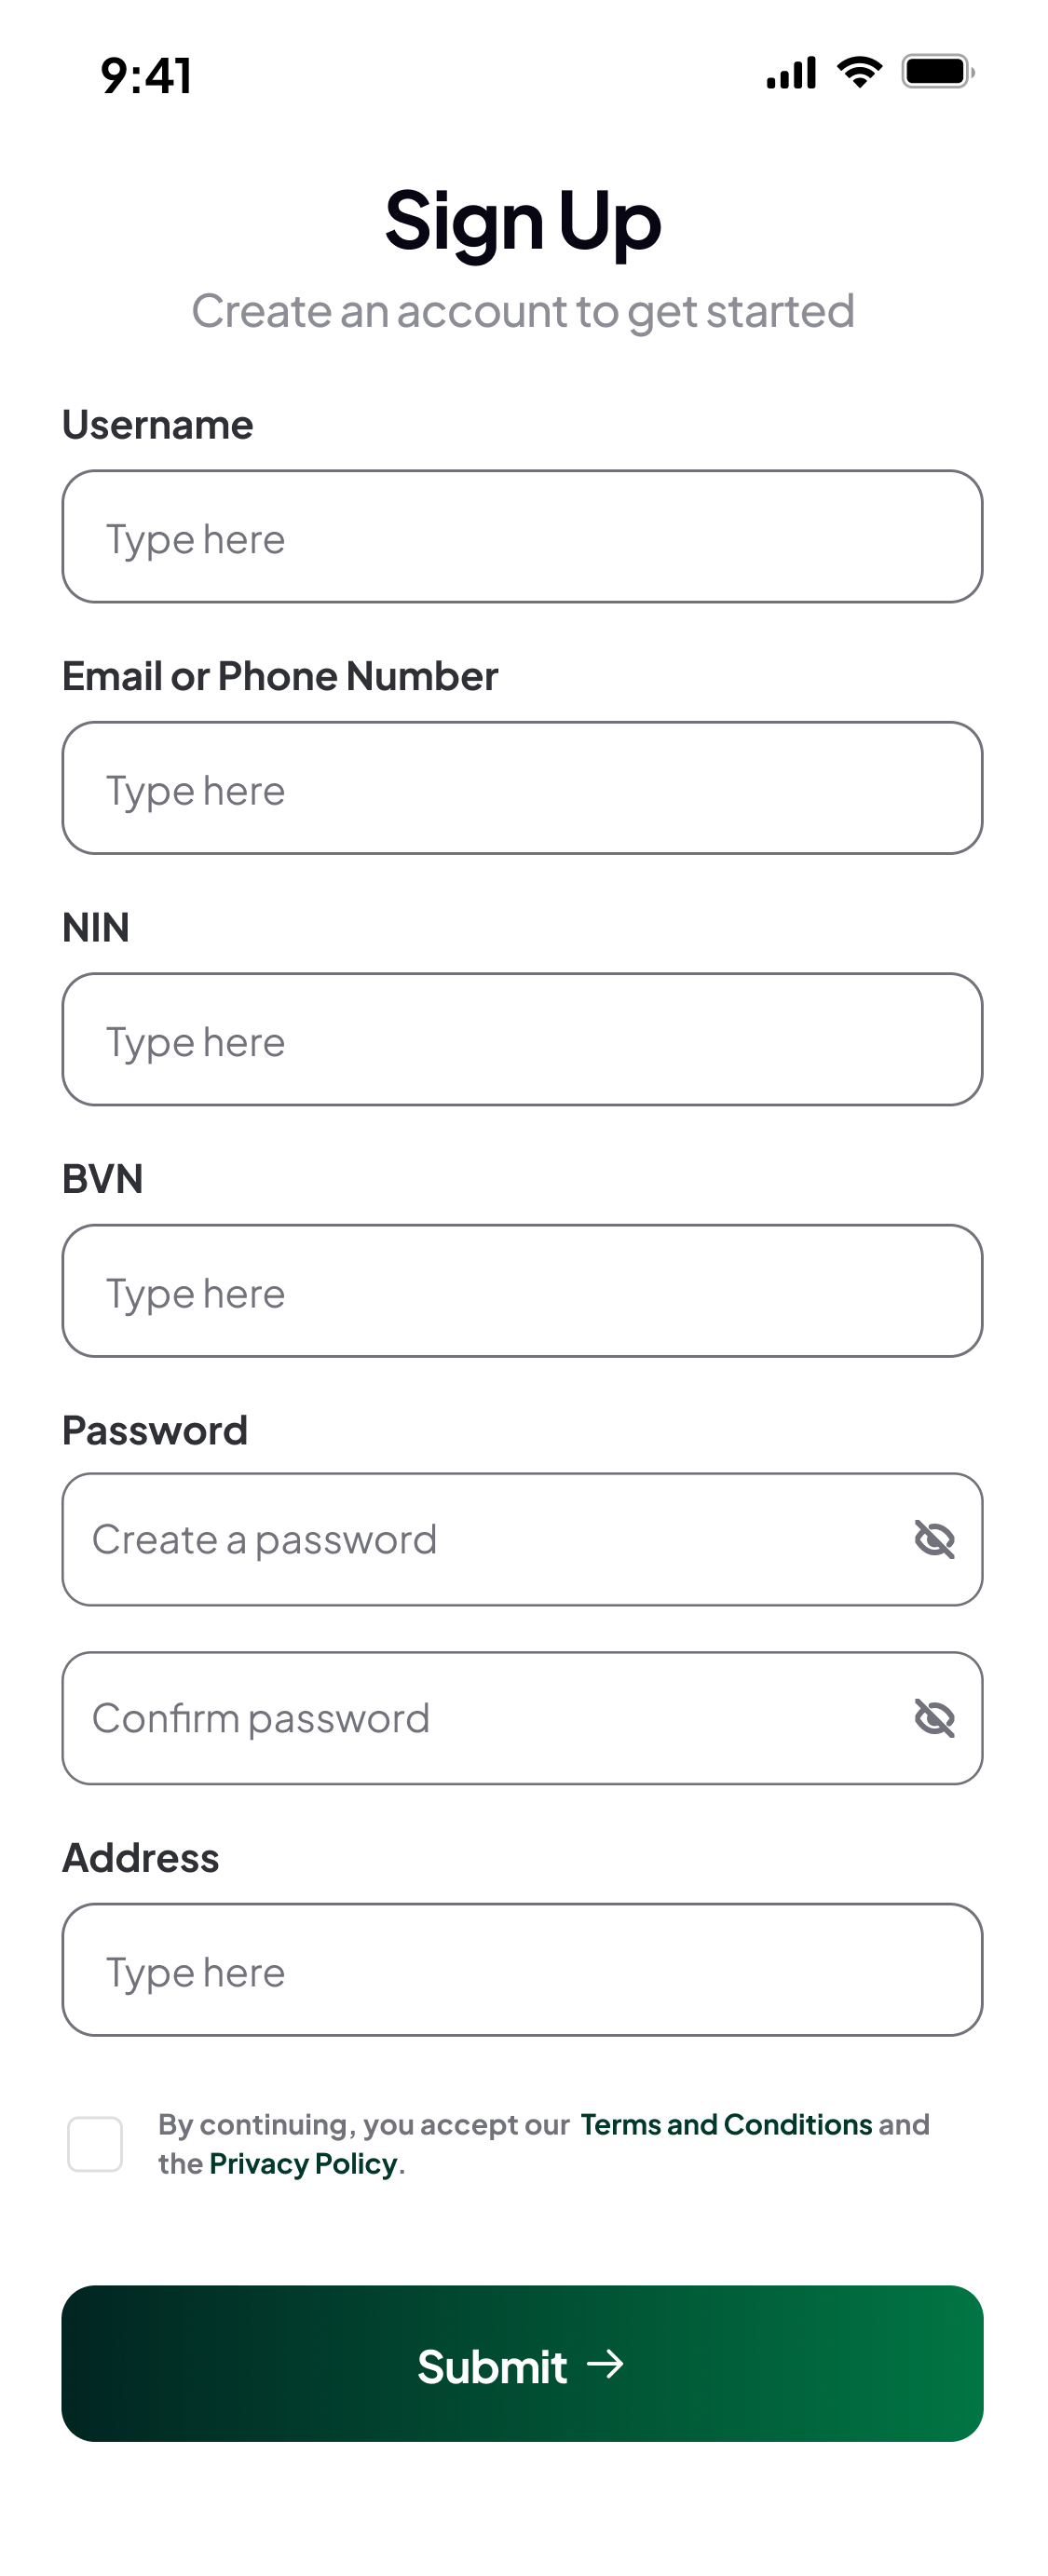 9:41
Sign Up
Create an account to get started
Username
Type here
Email or Phone Number
Type here
NIN
Type here
BVN
Type here
Password
Create a password
Confirm password
Address
Type here
By continuing, you accept our Terms and Conditions and
the Privacy Policy.
Submit →